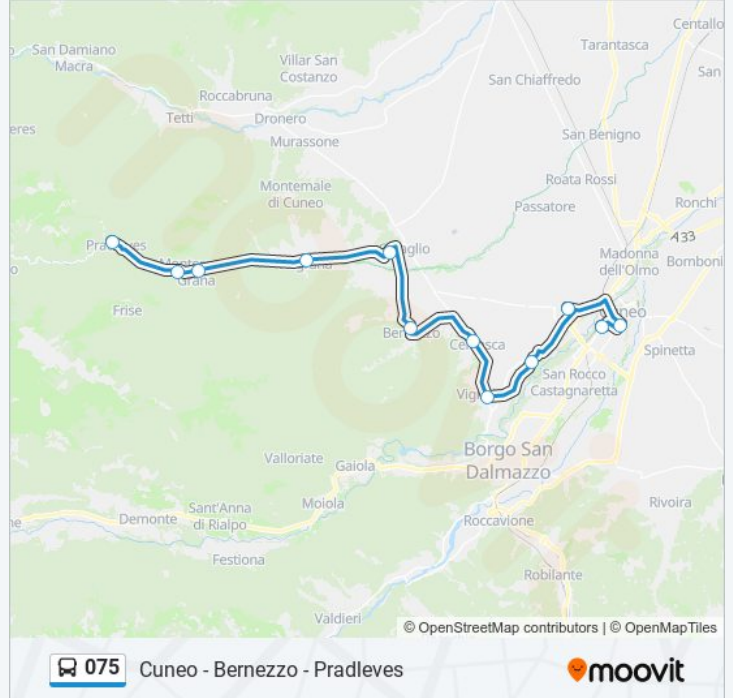 Centallo
San Damiano
Macra
Tarantasca
Villar San
Costanzo
San Chiaffredo
San
Roccabruna
Tetti
Dronero
eres
San Benigno
Murassone
Montemale
di Cuneo
Roata Rossi
Passatore
Ronchi
A33
Madonna
dell'Olmo
Bomboni
Grana
Frise
Spinetta
San Rocco
Castagnaretta
Borgo San
Dalmazzo
Valloriate
Gaiola
Moiola
Sant'Anna
di Rialpo
Demonte
Rivoira
Roccavione
Festiona
Robilante
Valdieri
© OpenStreetMap contributors | © OpenMapTiles
075 Cuneo - Bernezzo - Pradleves
moovit